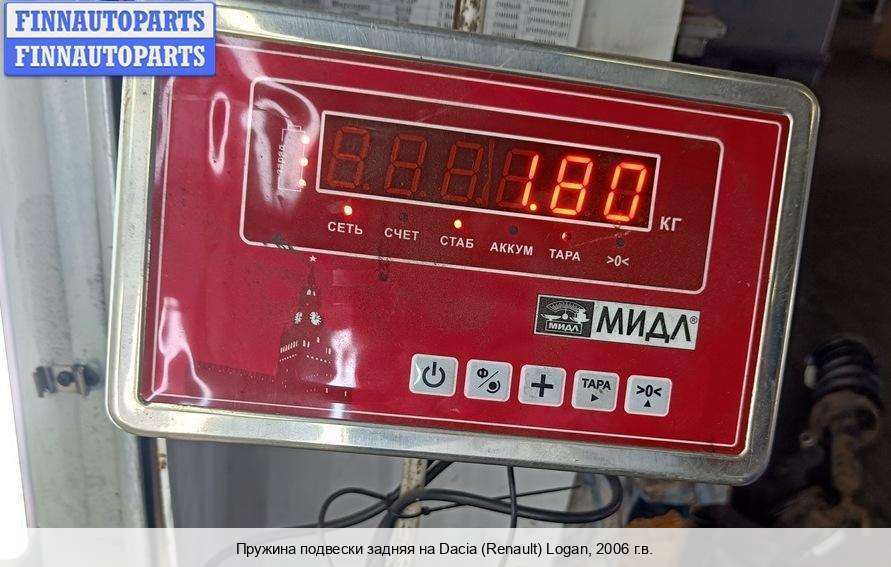 FINNAUTOPARTS
FINNAUTOPARTS
заряд
1.80
КГ
СЕТЬ СЧЕТ СТАБ АККУМ ТАРА >0<
МИДЛ МИДЛ®
Ф ТАРА >0<
Пружина подвески задняя на Dacia (Renault) Logan, 2006 г.в.